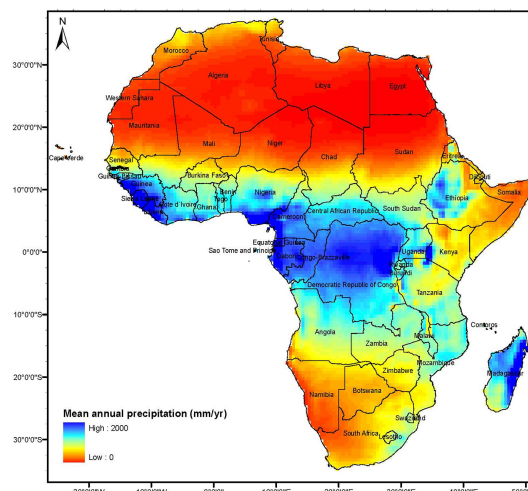 N
30°0'0"N
20°0'0"N
10°0'0"N
0°0'0"
10°0'0"S
20°0'0"S
30°0'0"S
Morocco
Tunisia
Algeria
Libya
Egypt
Western Sahara
Mauritania
Mali
Niger
Chad
Sudan
Eritrea
Cape Verde
Senegal
Gambia
Guinea
Burkina Faso
Benin
Togo
Ghana
Nigeria
Djibouti
Somalia
Ethiopia
South Sudan
Central African Republic
Cameroon
Equatorial Guinea
Sao Tome and Principe
Gabon
Congo-Brazzaville
Uganda
Kenya
Rwanda
Burundi
Democratic Republic of Congo
Tanzania
Comoros
Angola
Zambia
Malawi
Mozambique
Madagascar
Zimbabwe
Namibia
Botswana
Swaziland
South Africa
Lesotho
Mean annual precipitation (mm/yr)
High : 2000
Low : 0